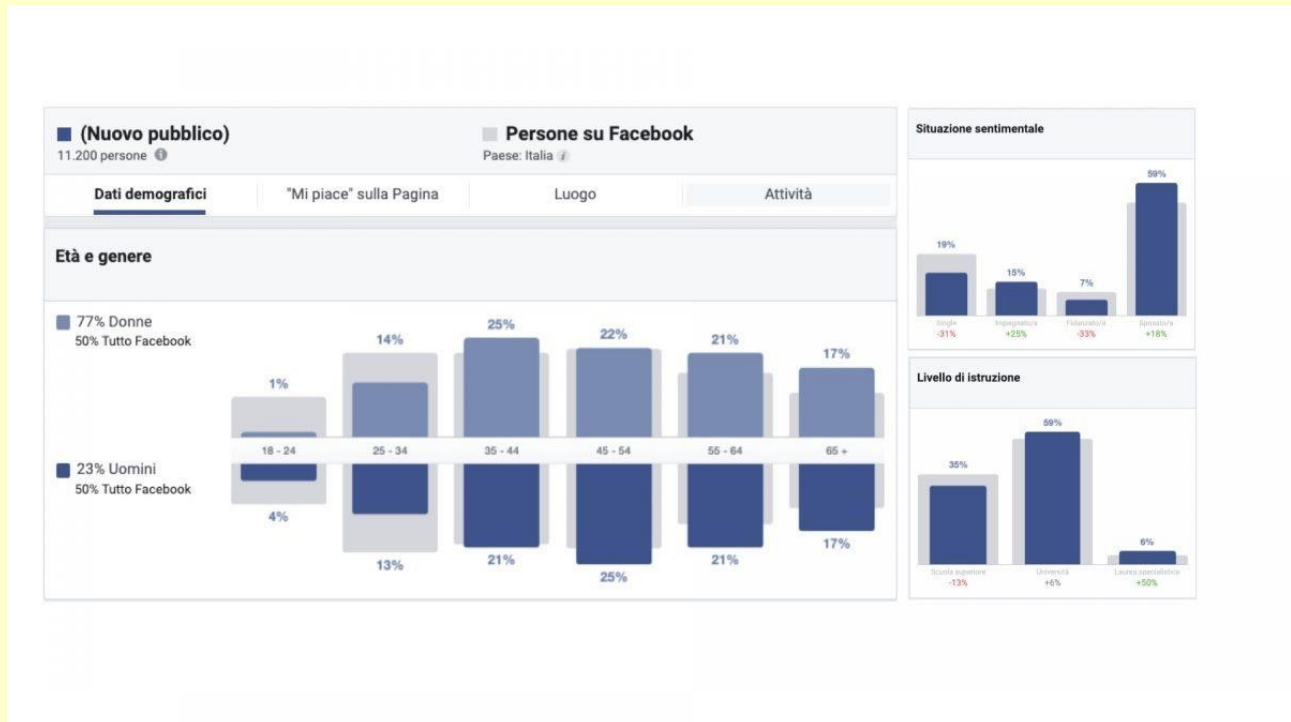 (Nuovo pubblico)
11.200 persone
Persone su Facebook
Paese: Italia
Dati demografici
"Mi piace" sulla Pagina
Luogo
Attività
Età e genere
77% Donne
50% Tutto Facebook
1%
14%
25%
22%
21%
17%
18 - 24
25 - 34
35 - 44
45 - 54
55 - 64
65 +
23% Uomini
50% Tutto Facebook
4%
13%
21%
25%
21%
17%
Situazione sentimentale
19%
15%
7%
59%
Single
Impegnato/a
Fidanzato/a
Sposato/a
-31%
+25%
-33%
+18%
Livello di istruzione
35%
59%
6%
Scuola superiore
Università
Laurea specialistica
-13%
+6%
+50%